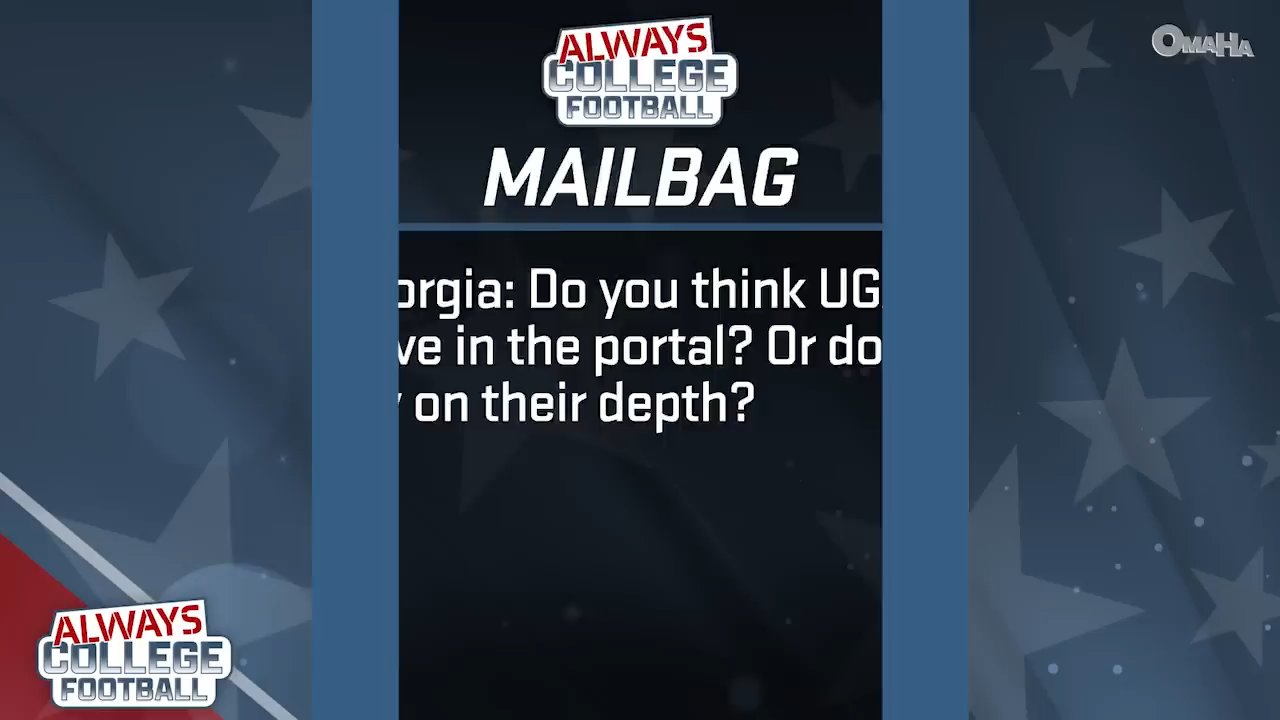 OMAHA
ALWAYS
COLLEGE
FOOTBALL
MAILBAG
orgia: Do you think UG
ve in the portal? Or do
on their depth?
ALWAYS
COLLEGE
FOOTBALL